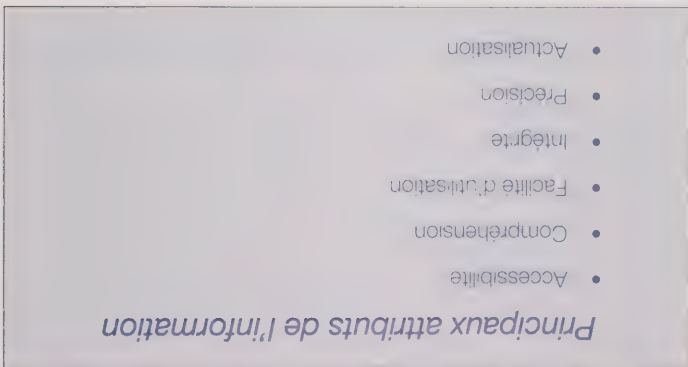 Principaux attributs de l'information
• Accessibilité
• Compréhension
• Facilité d'utilisation
• Intégrité
• Précision
• Actualisation